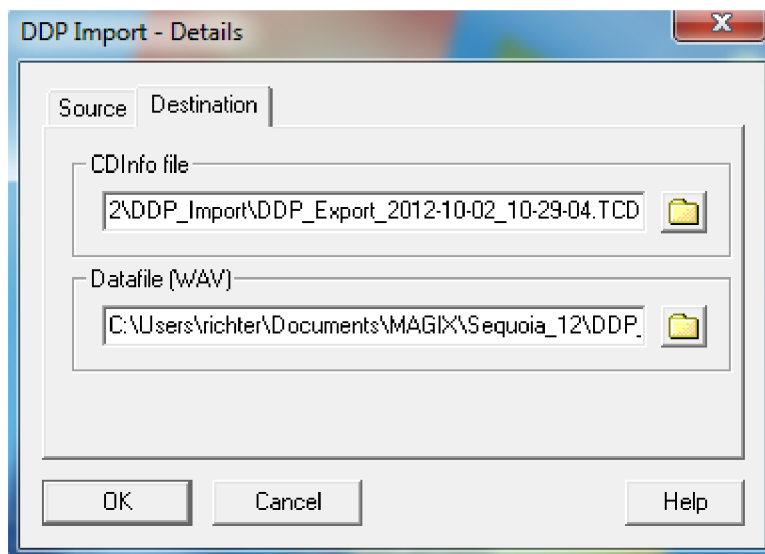 DDP Import - Details
Source Destination
CDInfo file
2\DDP_Import\DDP_Export_2012-10-02_10-29-04.TCD
Datafile (WAV)
C:\Users\richter\Documents\MAGIX\Sequoia_12\DDP_
OK Cancel Help